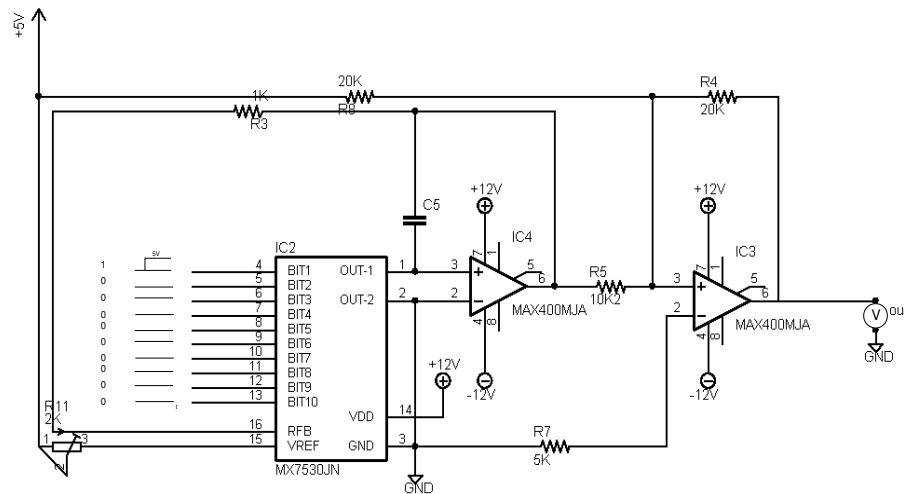 +5V
20K
R8
1K
R3
R4
20K
C5
+12V
+12V
IC4
IC3
7
1
3
+
2
−
5
6
4
8
MAX400MJA
-12V
R5
10K2
7
1
3
+
2
−
5
6
4
8
MAX400MJA
-12V
V
ou
GND
IC2
5V
1
0
0
0
0
0
0
0
0
0
t
4 BIT1 OUT-1 1
5 BIT2
6 BIT3 OUT-2 2
7 BIT4
8 BIT5
9 BIT6
10 BIT7
11 BIT8
12 BIT9
13 BIT10
VDD 14
+12V
16 RFB
15 VREF GND 3
MX7530JN
R11
2K
1
3
2
GND
R7
5K